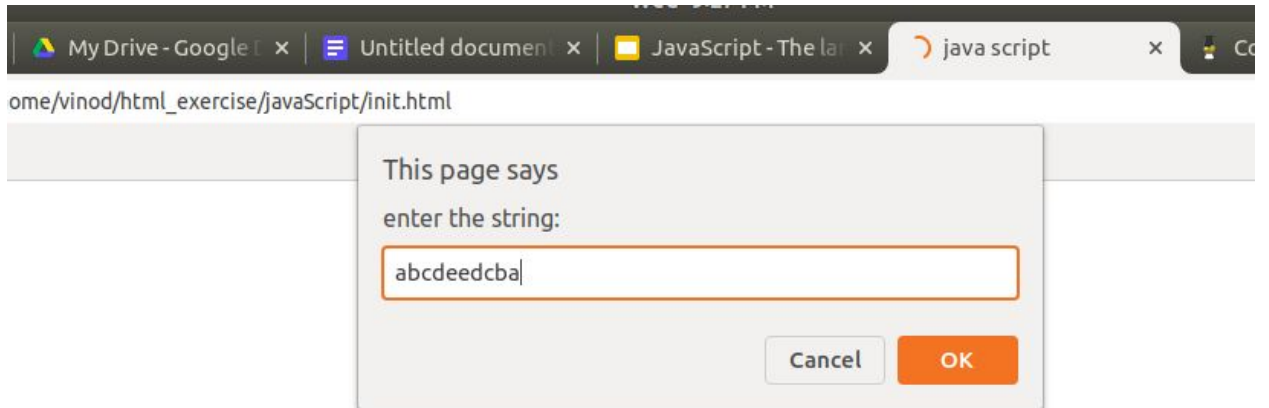 My Drive - Google × Untitled document × JavaScript - The la × java script × Co
ome/vinod/html_exercise/javaScript/init.html
This page says
enter the string:
abcdeedcba
Cancel OK